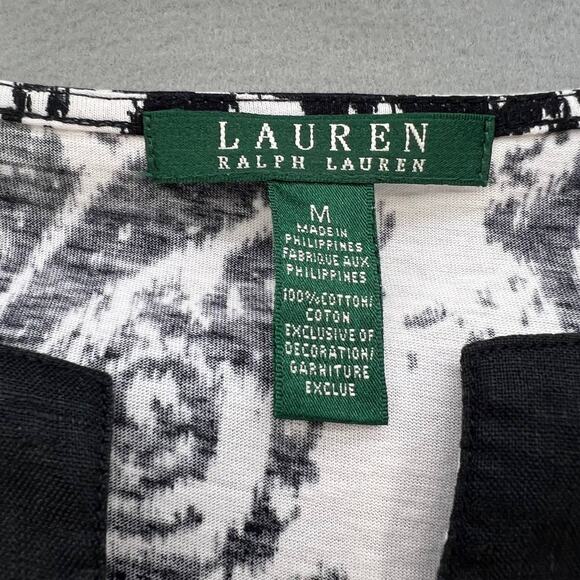 LAUREN
RALPH LAUREN
M
MADE IN
PHILIPPINES
FABRIQUE AUX
PHILIPPINES
100% COTTON/
COTON
EXCLUSIVE OF
DECORATION/
GARNITURE
EXCLUE